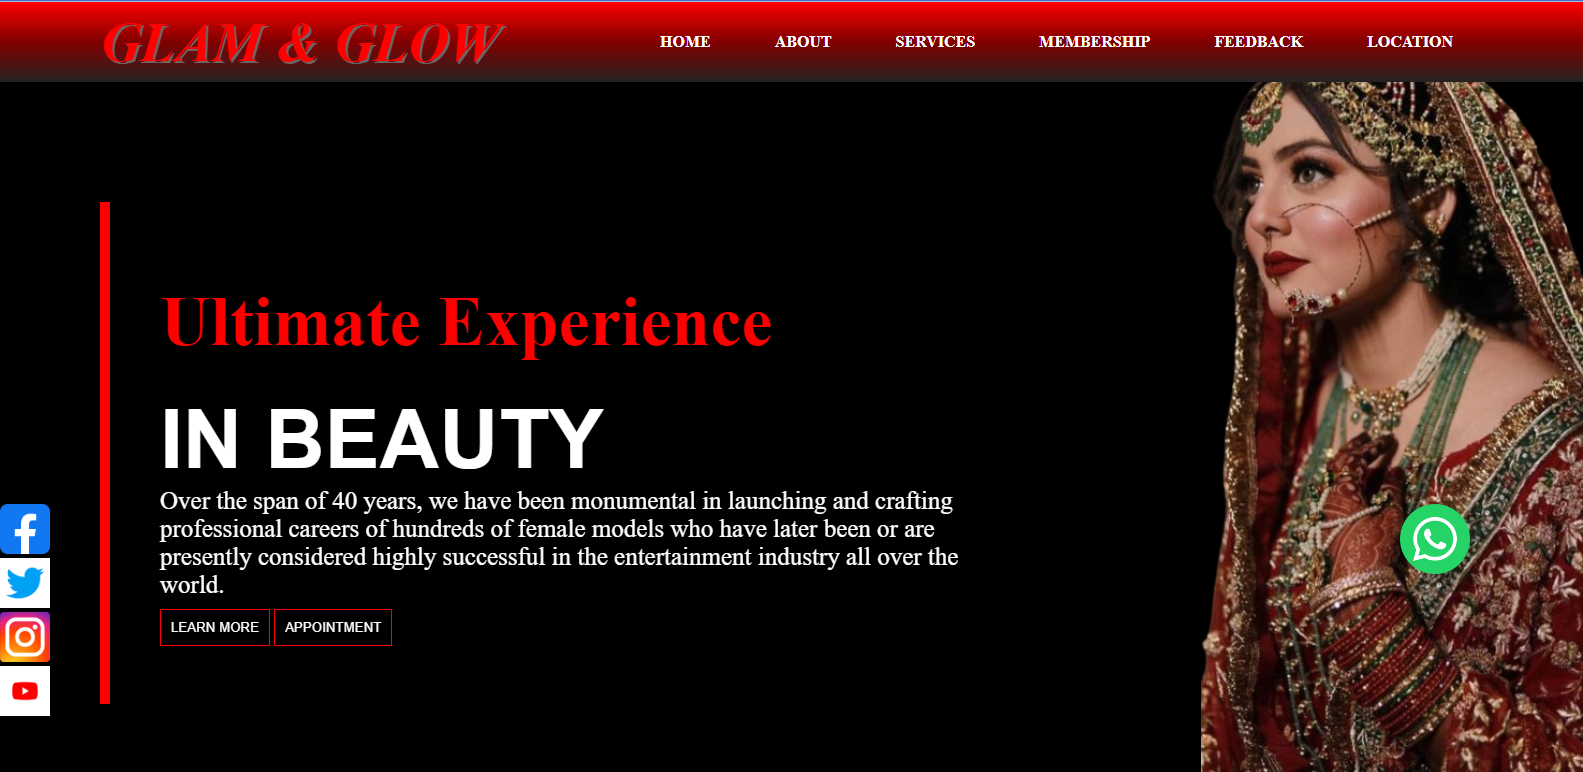 GLAM & GLOW
HOME ABOUT SERVICES MEMBERSHIP FEEDBACK LOCATION
Ultimate Experience
IN BEAUTY
Over the span of 40 years, we have been monumental in launching and crafting
professional careers of hundreds of female models who have later been or are
presently considered highly successful in the entertainment industry all over the
world.
LEARN MORE APPOINTMENT